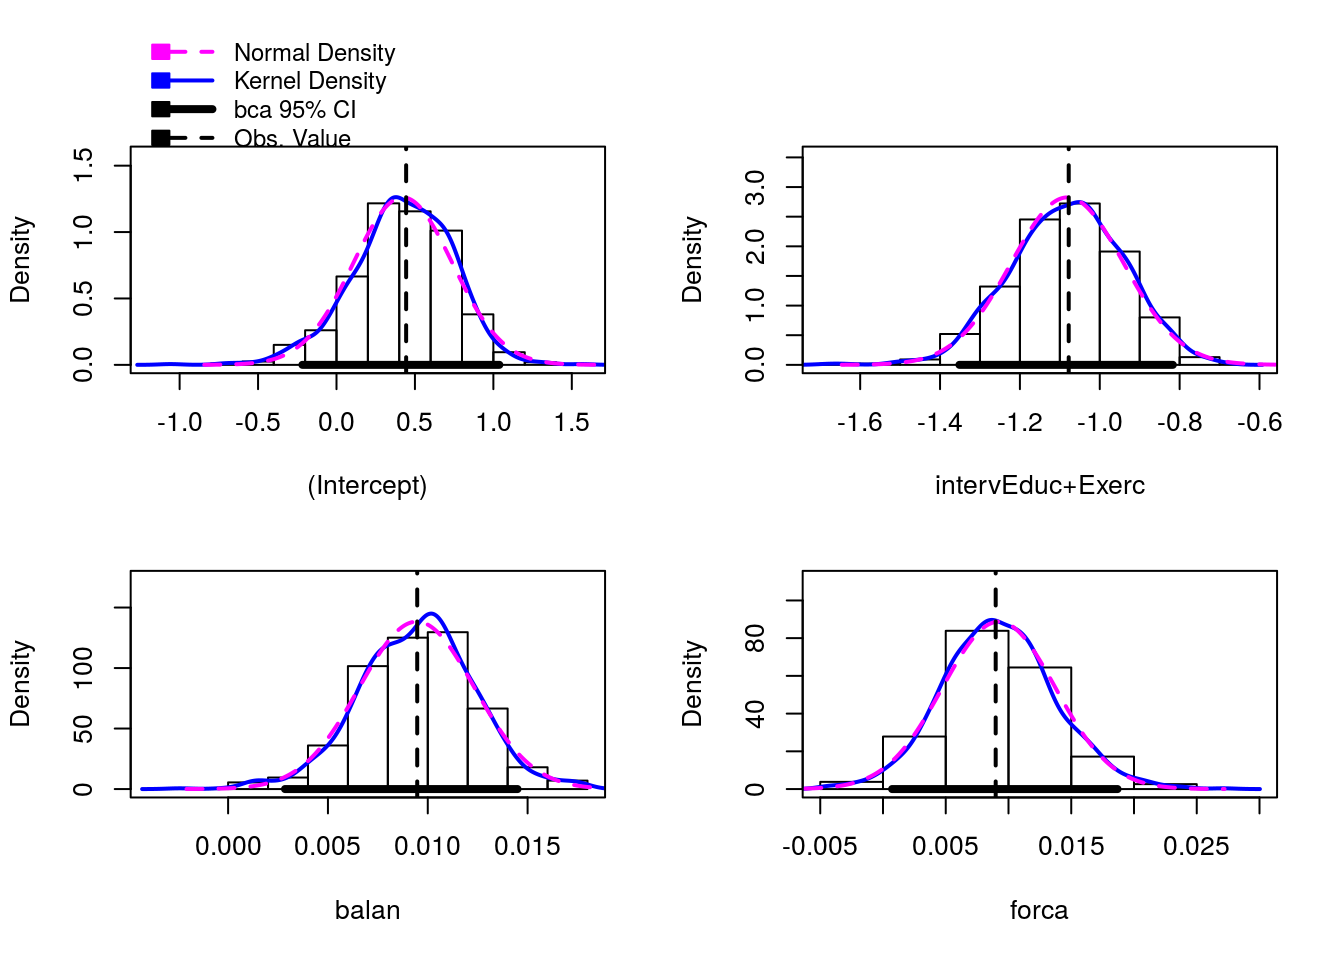 Normal Density
Kernel Density
bca 95% CI
Obs. Value
Density
0.0 0.5 1.0 1.5
-1.0 -0.5 0.0 0.5 1.0 1.5
(Intercept)
Density
0.0 1.0 2.0 3.0
-1.6 -1.4 -1.2 -1.0 -0.8 -0.6
intervEduc+Exerc
Density
0 50 100
0.000 0.005 0.010 0.015
balan
Density
0 40 80
-0.005 0.005 0.015 0.025
forca